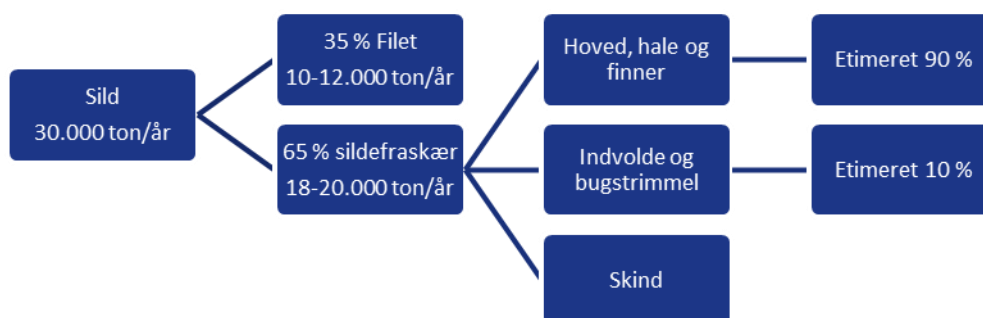 Sild
30.000 ton/år
35 % Filet
10-12.000 ton/år
65 % sildefraskær
18-20.000 ton/år
Hoved, hale og
finner
Etimeret 90 %
Indvolde og
bugstrimmel
Etimeret 10 %
Skind